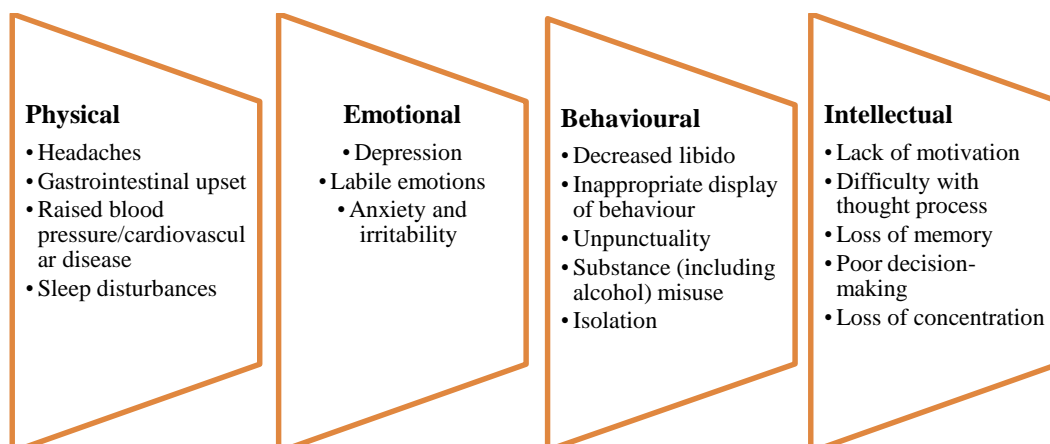 Physical
• Headaches
• Gastrointestinal upset
• Raised blood
pressure/cardiovascul
ar disease
• Sleep disturbances
Emotional
• Depression
• Labile emotions
• Anxiety and
irritability
Behavioural
• Decreased libido
• Inappropriate display
of behaviour
• Unpunctuality
• Substance (including
alcohol) misuse
• Isolation
Intellectual
• Lack of motivation
• Difficulty with
thought process
• Loss of memory
• Poor decision-
making
• Loss of concentration